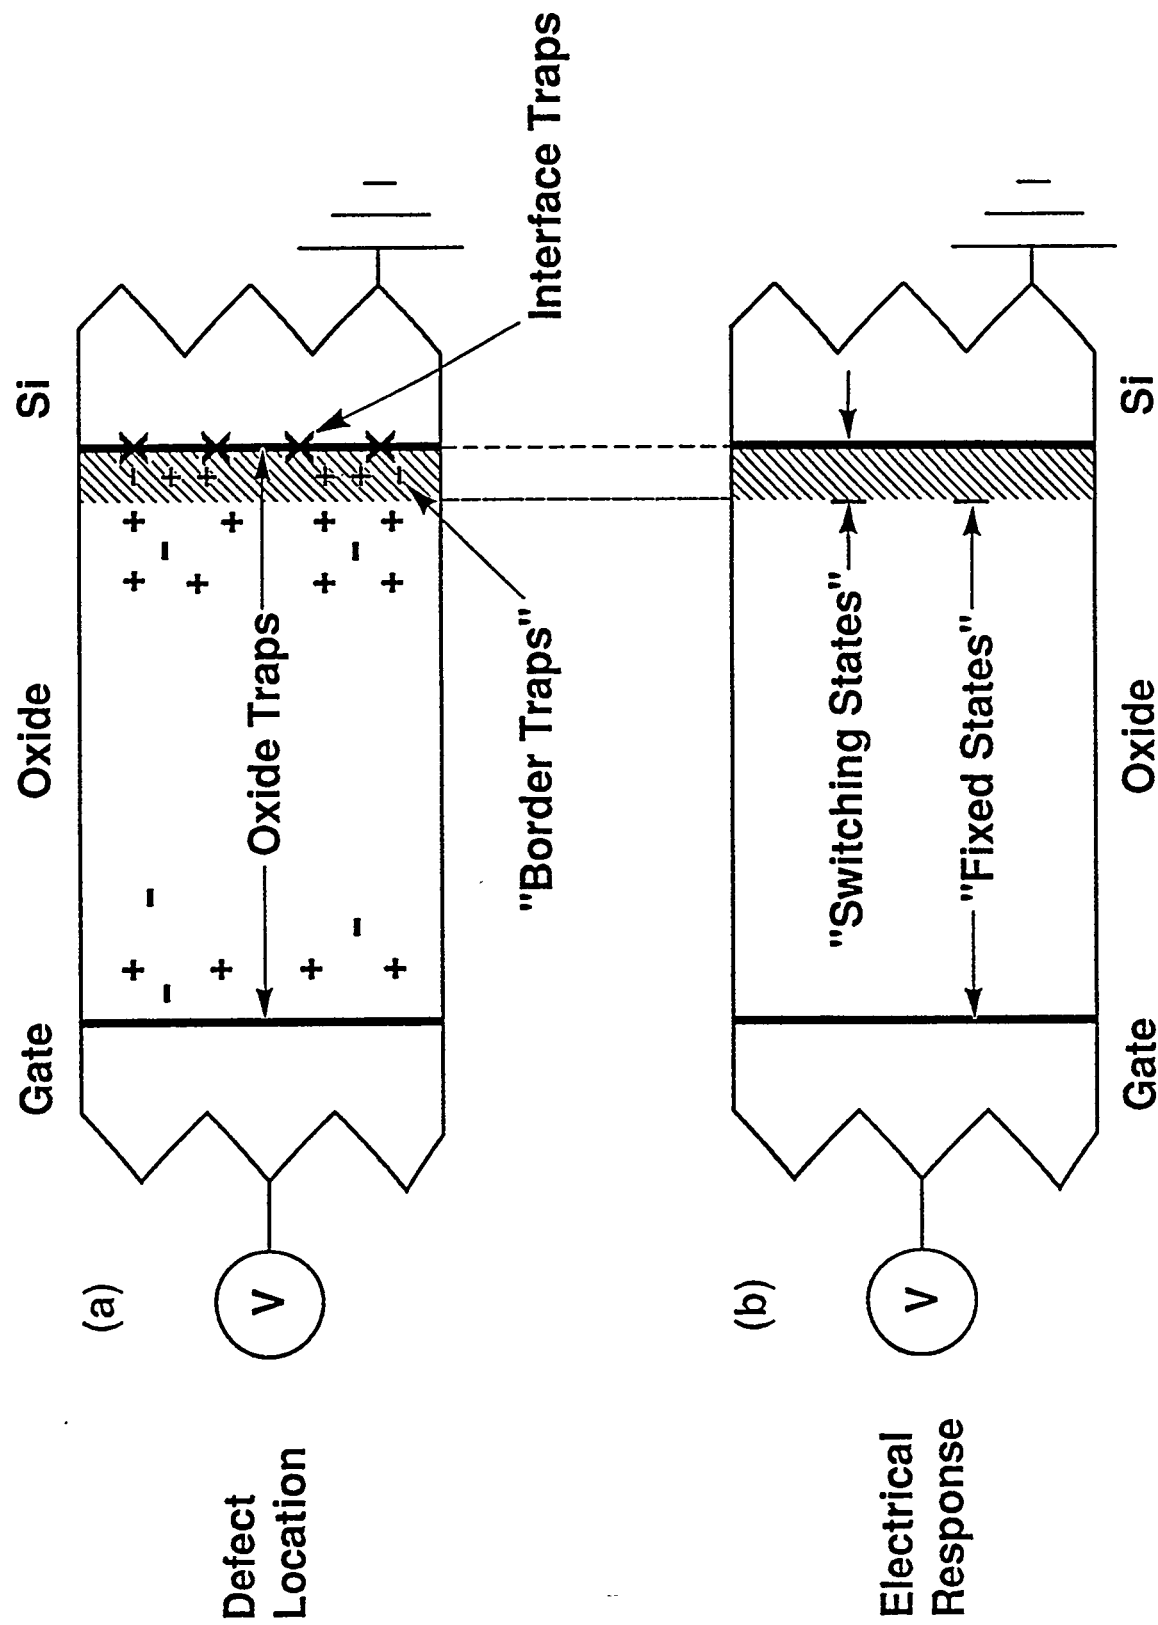 (a)
Gate
Oxide
Si
Defect
Location
V
+
-
-
+
+
+
-
+
+
+
+
-
+
+
-
+
+
+
+
-
+
+
-
+
+
-
Oxide Traps
"Border Traps"
Interface Traps
(b)
Electrical
Response
V
"Switching States"
"Fixed States"
Gate
Oxide
Si